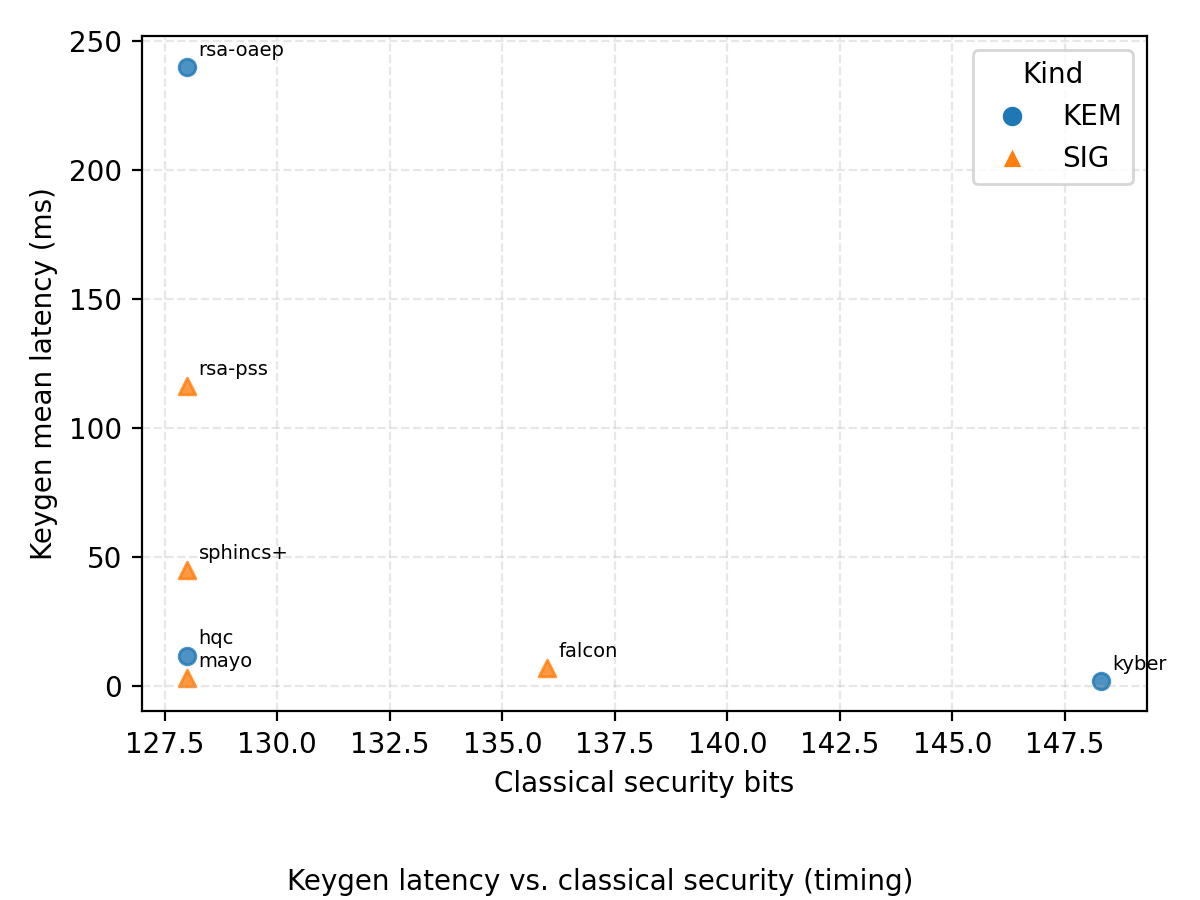 250
200
150
100
50
0
Keygen mean latency (ms)
rsa-oaep
rsa-pss
sphincs+
hqc
mayo
falcon
kyber
Kind
KEM
SIG
127.5 130.0 132.5 135.0 137.5 140.0 142.5 145.0 147.5
Classical security bits
Keygen latency vs. classical security (timing)